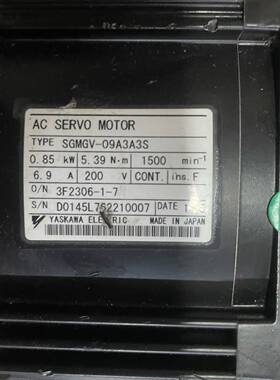 AC SERVO MOTOR
TYPE SGMGV-09A3A3S
0.85 kW 5.39 N·m 1500 min⁻¹
6.9 A 200 V CONT. ins. F
O/N 3F2306-1-7
S/N D0145L752210007 DATE
YASKAWA ELECTRIC MADE IN JAPAN